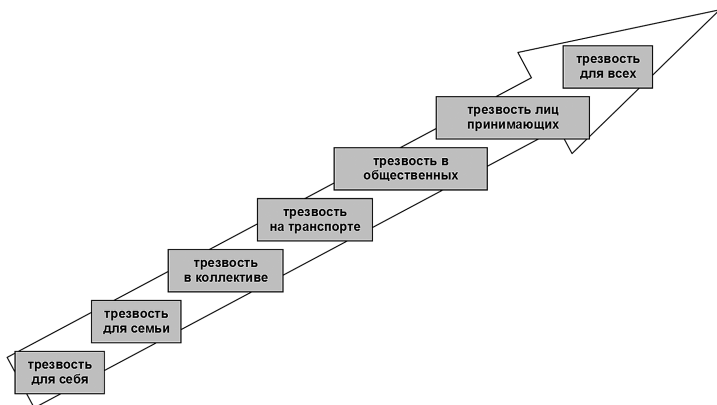 трезвость
для всех
трезвость лиц
принимающих
трезвость в
общественных
трезвость
на транспорте
трезвость
в коллективе
трезвость
для семьи
трезвость
для себя